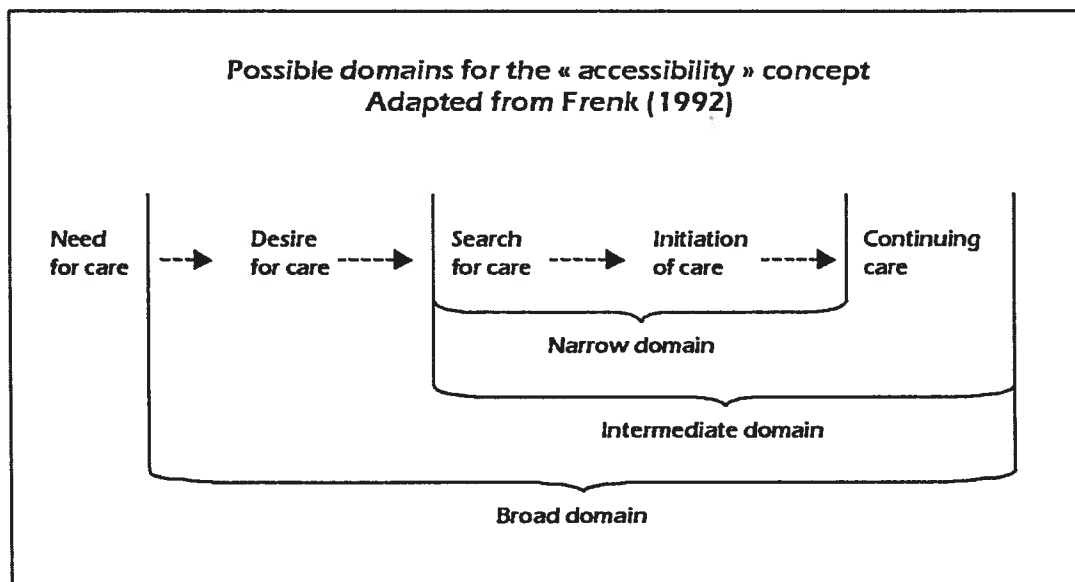 Possible domains for the « accessibility » concept
Adapted from Frenk (1992)
Need
for care
Desire
for care
Search
for care
Initiation
of care
Continuing
care
Narrow domain
Intermediate domain
Broad domain